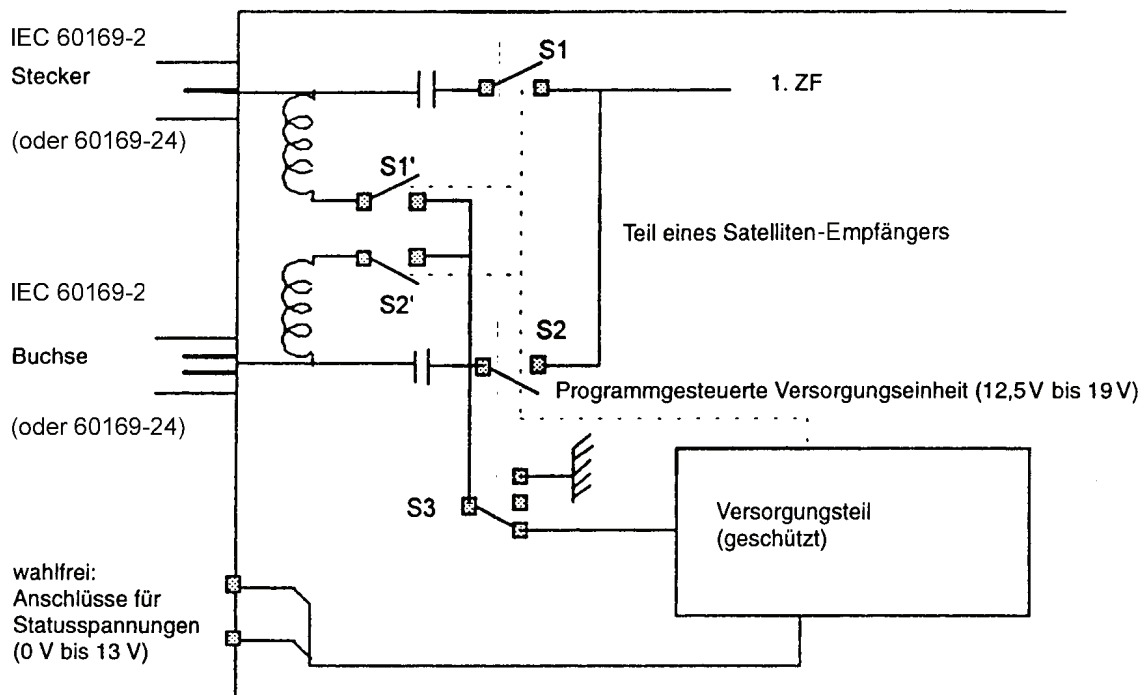 IEC 60169-2
Stecker
(oder 60169-24)
S1
1. ZF
S1'
Teil eines Satelliten-Empfängers
S2'
IEC 60169-2
Buchse
(oder 60169-24)
S2
Programmgesteuerte Versorgungseinheit (12,5 V bis 19 V)
S3
Versorgungsteil
(geschützt)
wahlfrei:
Anschlüsse für
Statusspannungen
(0 V bis 13 V)